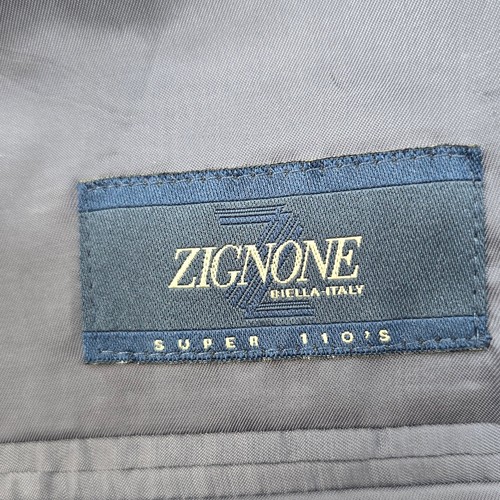 ZIGNONE
BIELLA-ITALY
SUPER 110'S